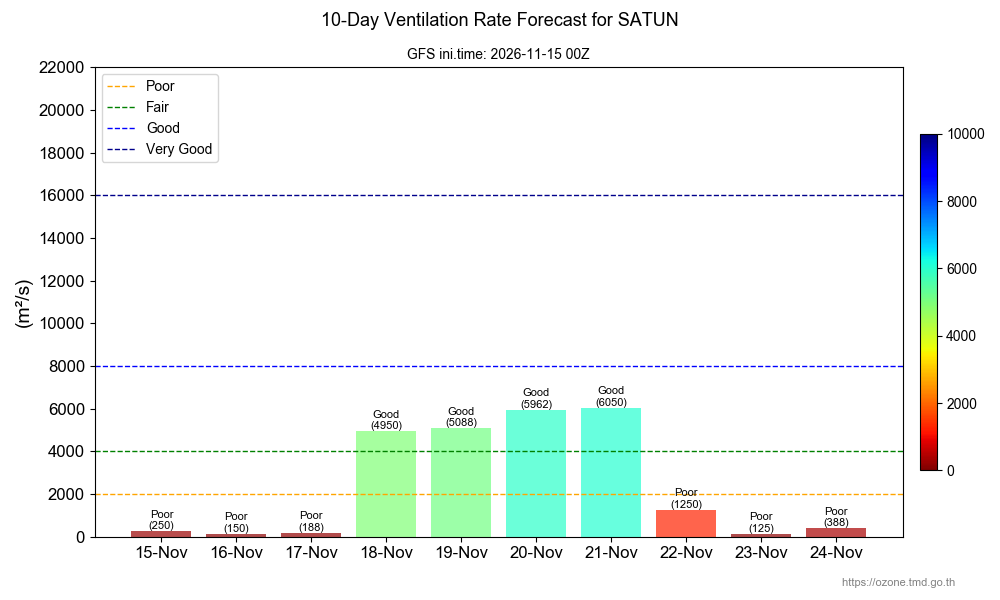 10-Day Ventilation Rate Forecast for SATUN
GFS ini.time: 2026-11-15 00Z
22000
20000
18000
16000
14000
12000
10000
8000
6000
4000
2000
0
(m²/s)
Poor
Fair
Good
Very Good
Poor
(250)
Poor
(150)
Poor
(188)
Good
(4950)
Good
(5088)
Good
(5962)
Good
(6050)
Poor
(1250)
Poor
(125)
Poor
(388)
15-Nov 16-Nov 17-Nov 18-Nov 19-Nov 20-Nov 21-Nov 22-Nov 23-Nov 24-Nov
10000
8000
6000
4000
2000
0
https://ozone.tmd.go.th